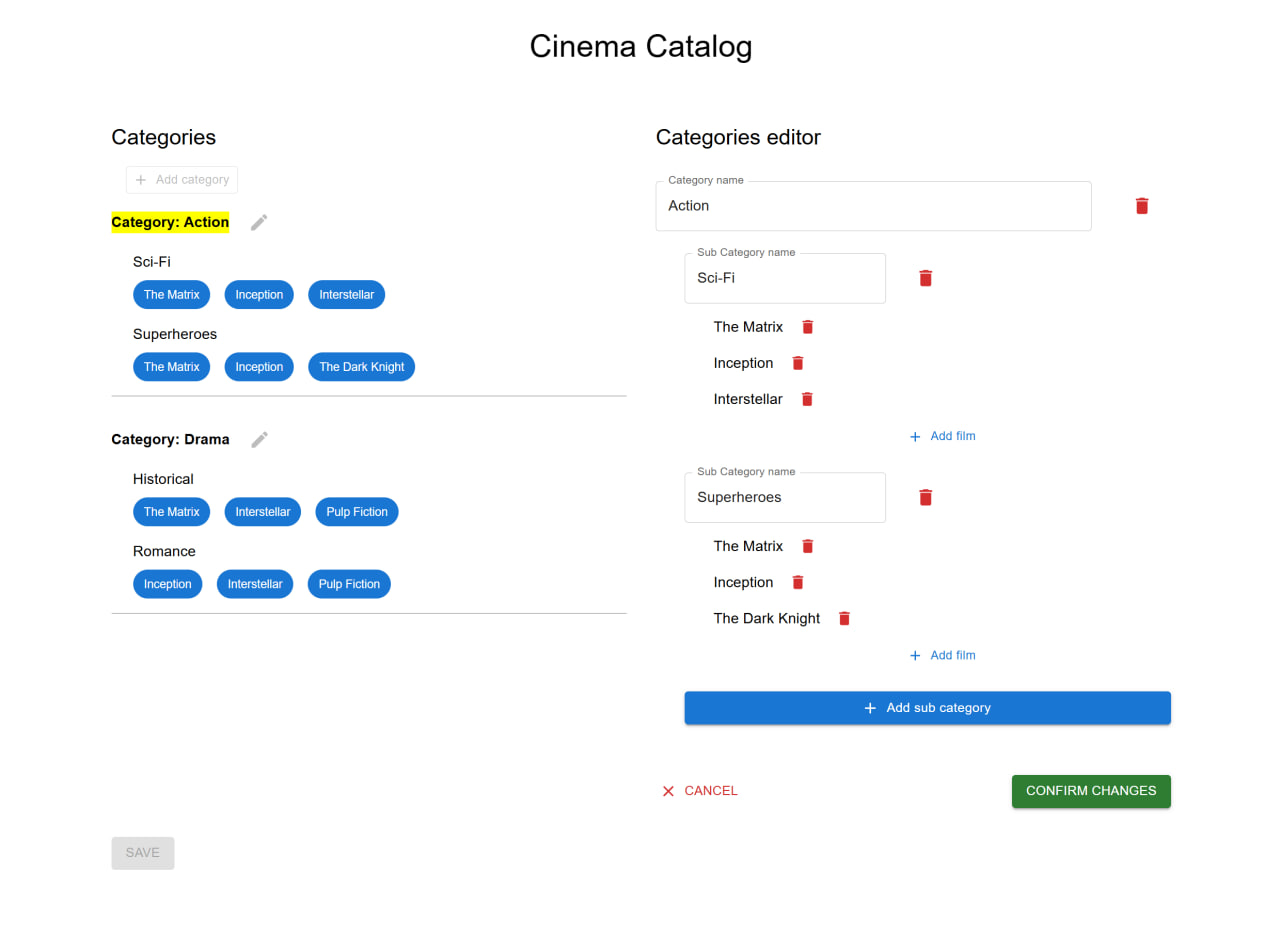 Cinema Catalog
Categories
Add category
Category: Action
Sci-Fi
The Matrix Inception Interstellar
Superheroes
The Matrix Inception The Dark Knight
Category: Drama
Historical
The Matrix Interstellar Pulp Fiction
Romance
Inception Interstellar Pulp Fiction
SAVE
Categories editor
Category name
Action
Sub Category name
Sci-Fi
The Matrix
Inception
Interstellar
Add film
Sub Category name
Superheroes
The Matrix
Inception
The Dark Knight
Add film
Add sub category
CANCEL CONFIRM CHANGES